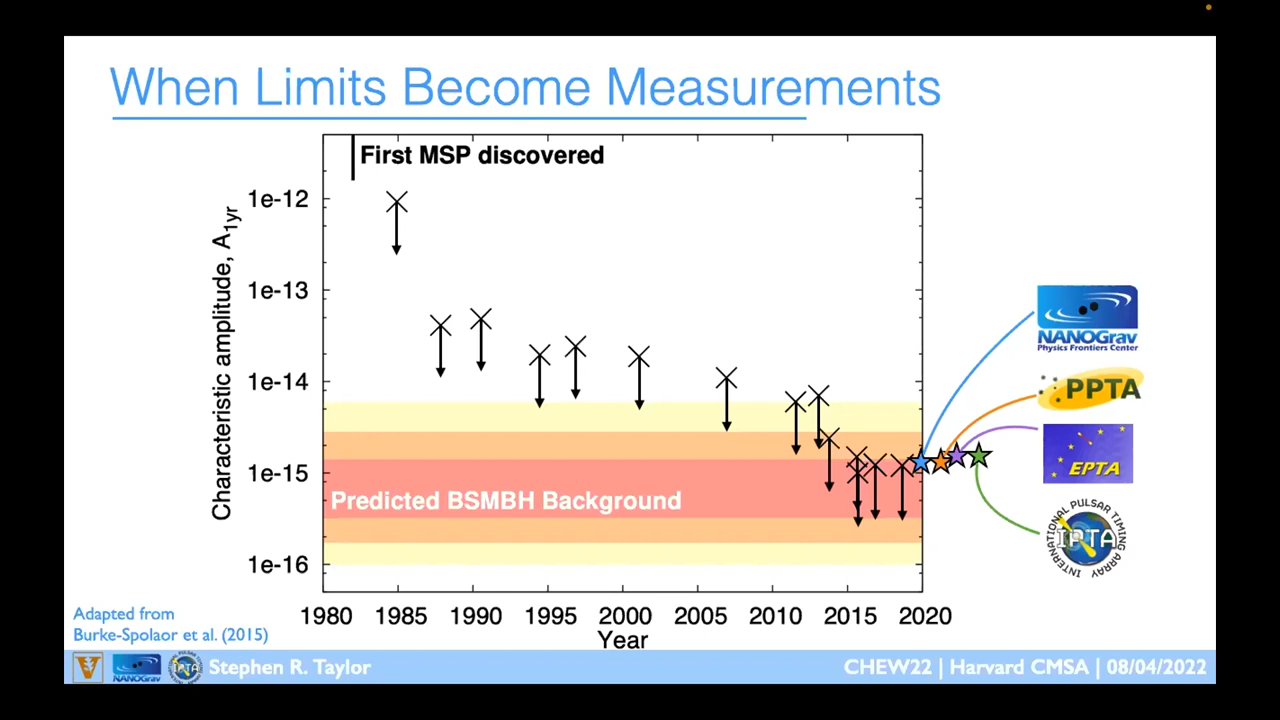 When Limits Become Measurements
First MSP discovered
Characteristic amplitude, A1yr
1e-12
1e-13
1e-14
1e-15
1e-16
Predicted BSMBH Background
1980 1985 1990 1995 2000 2005 2010 2015 2020
Year
NANOGrav
Physics Frontiers Center
PPTA
EPTA
INTERNATIONAL PULSAR TIMING ARRAY
IPTA
Adapted from
Burke-Spolaor et al. (2015)
V
NANOGrav
IPTA
Stephen R. Taylor
CHEW22 | Harvard CMSA | 08/04/2022